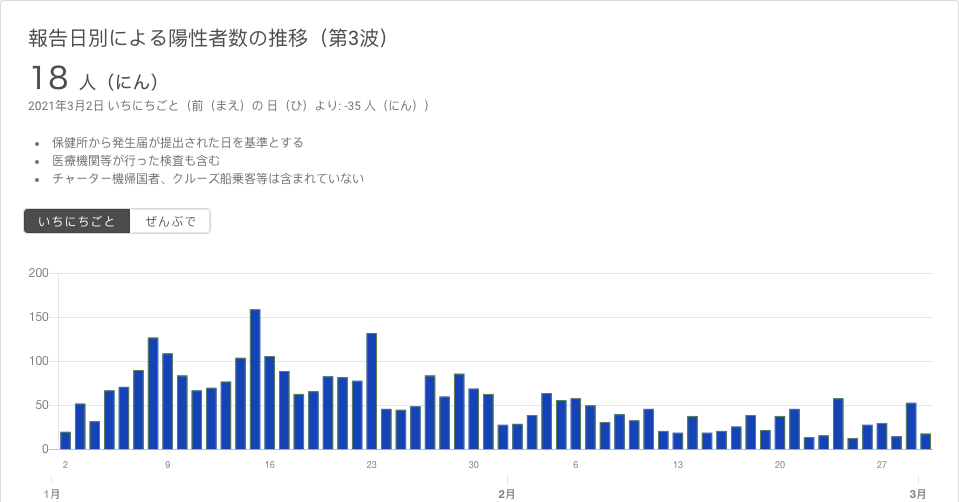 報告日別による陽性者数の推移（第3波）
18 人（にん）
2021年3月2日 いちにちごと（前（まえ）の 日（ひ）より: -35 人（にん））
保健所から発生届が提出された日を基準とする
医療機関等が行った検査も含む
チャーター機帰国者、クルーズ船乗客等は含まれていない
いちにちごと ぜんぶで
200
150
100
50
0
2 9 16 23 30 6 13 20 27
1月 2月 3月